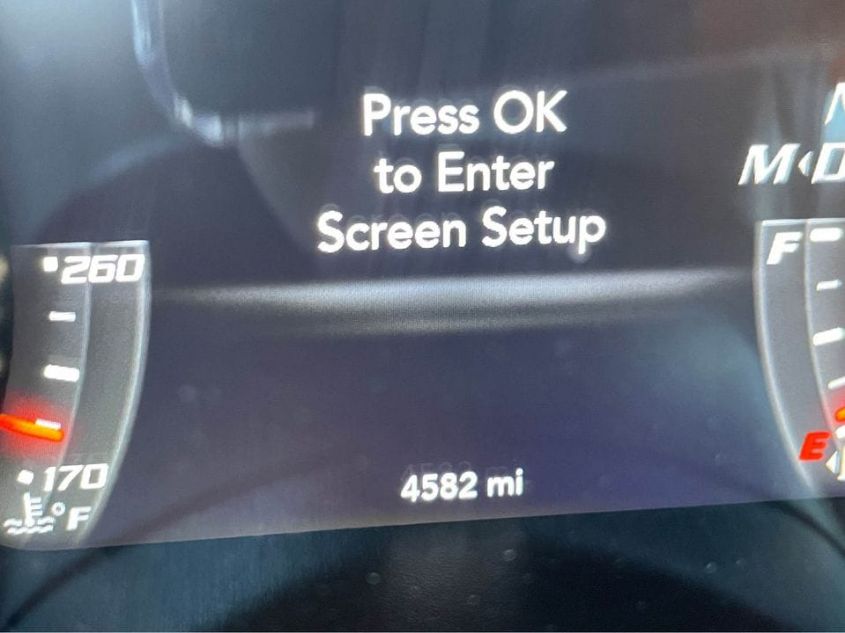 Press OK
to Enter
Screen Setup
M
260
F
E
170
°F
4582 mi